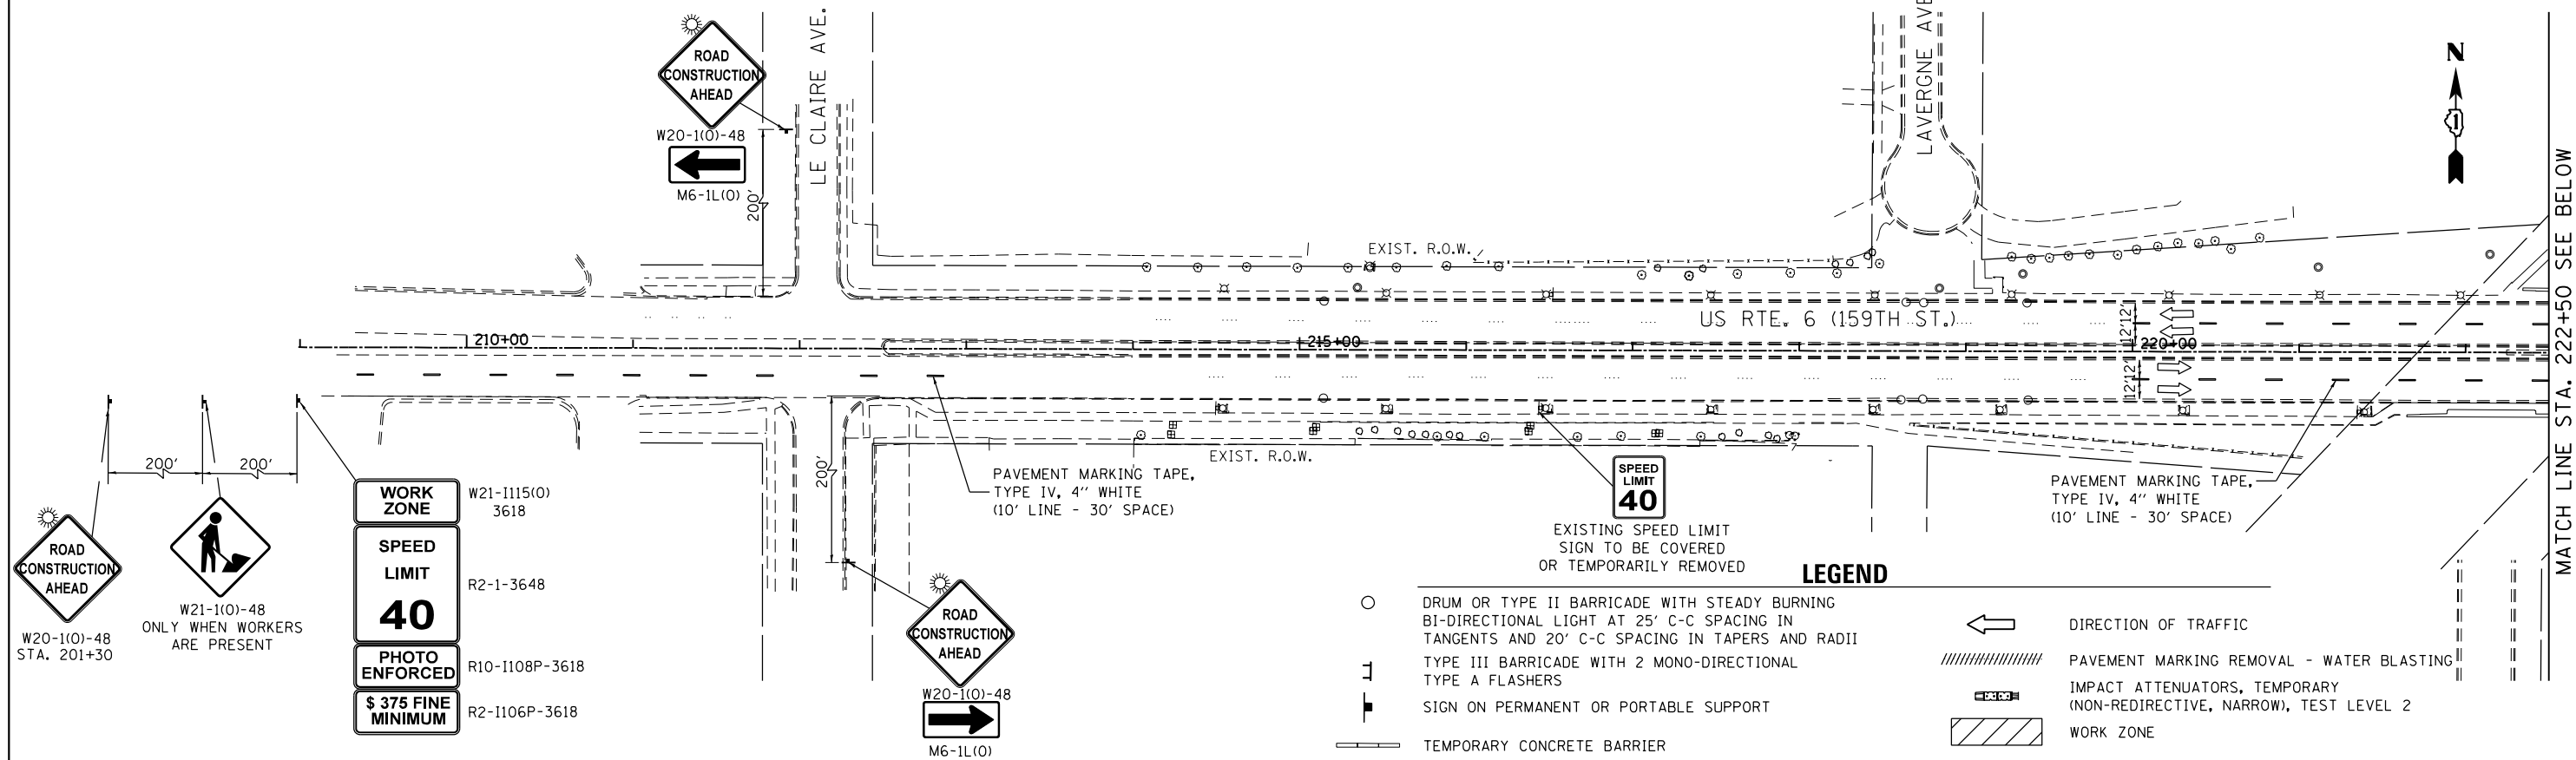 ROAD
CONSTRUCTION
AHEAD
W20-1(O)-48
M6-1L(O)
200'
LE CLAIRE AVE.
LAVERGNE AVE
N
1
EXIST. R.O.W.
US RTE. 6 (159TH ST.)
210+00
215+00
220+00
12' 12'
12' 12'
MATCH LINE STA. 222+50 SEE BELOW
200'
200'
200'
EXIST. R.O.W.
PAVEMENT MARKING TAPE,
TYPE IV, 4" WHITE
(10' LINE - 30' SPACE)
SPEED
LIMIT
40
EXISTING SPEED LIMIT
SIGN TO BE COVERED
OR TEMPORARILY REMOVED
PAVEMENT MARKING TAPE,
TYPE IV, 4" WHITE
(10' LINE - 30' SPACE)
ROAD
CONSTRUCTION
AHEAD
W20-1(O)-48
STA. 201+30
W21-1(O)-48
ONLY WHEN WORKERS
ARE PRESENT
WORK
ZONE
W21-I115(O)
3618
SPEED
LIMIT
40
R2-1-3648
PHOTO
ENFORCED
R10-I108P-3618
$ 375 FINE
MINIMUM
R2-I106P-3618
ROAD
CONSTRUCTION
AHEAD
W20-1(O)-48
M6-1L(O)
LEGEND
DRUM OR TYPE II BARRICADE WITH STEADY BURNING
BI-DIRECTIONAL LIGHT AT 25' C-C SPACING IN
TANGENTS AND 20' C-C SPACING IN TAPERS AND RADII
TYPE III BARRICADE WITH 2 MONO-DIRECTIONAL
TYPE A FLASHERS
SIGN ON PERMANENT OR PORTABLE SUPPORT
TEMPORARY CONCRETE BARRIER
DIRECTION OF TRAFFIC
PAVEMENT MARKING REMOVAL - WATER BLASTING
IMPACT ATTENUATORS, TEMPORARY
(NON-REDIRECTIVE, NARROW), TEST LEVEL 2
WORK ZONE